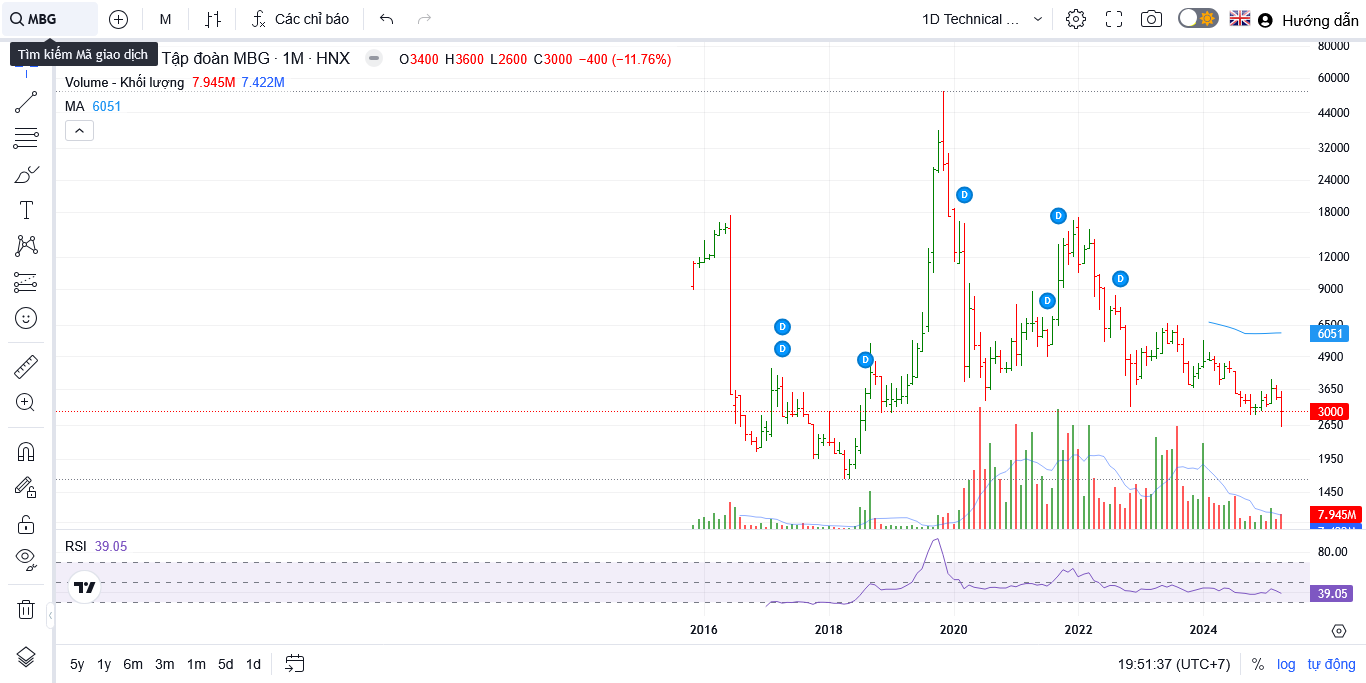 MBG
M
Các chỉ báo
1D Technical ...
Hướng dẫn
Tìm kiếm Mã giao dịch
Tập đoàn MBG · 1M · HNX
O3400 H3600 L2600 C3000 −400 (−11.76%)
Volume - Khối lượng 7.945M 7.422M
MA 6051
80000
60000
44000
32000
24000
18000
12000
9000
6500
6051
4900
3650
3000
2650
1950
1450
7.945M
D
D
D
D
D
D
D
RSI 39.05
80.00
39.05
2016
2018
2020
2022
2024
5y 1y 6m 3m 1m 5d 1d
19:51:37 (UTC+7)
% log tự động